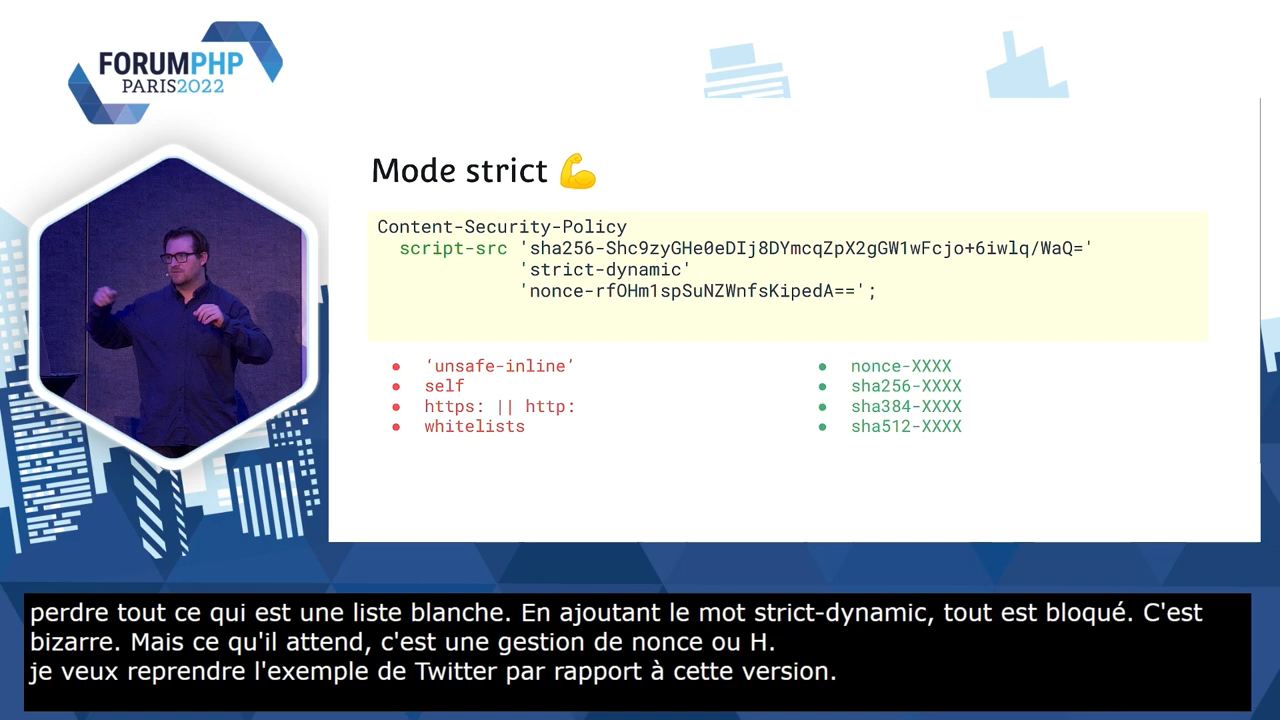 FORUMPHP
PARIS2022
Mode strict 💪
Content-Security-Policy
script-src 'sha256-Shc9zyGHe0eDIj8DYmcqZpX2gGW1wFcjo+6iwlq/WaQ='
'strict-dynamic'
'nonce-rfOHm1spSuNZWnfsKipedA==';
● ‘unsafe-inline’
● self
● https: || http:
● whitelists
● nonce-XXXX
● sha256-XXXX
● sha384-XXXX
● sha512-XXXX
perdre tout ce qui est une liste blanche. En ajoutant le mot strict-dynamic, tout est bloqué. C'est
bizarre. Mais ce qu'il attend, c'est une gestion de nonce ou H.
je veux reprendre l'exemple de Twitter par rapport à cette version.